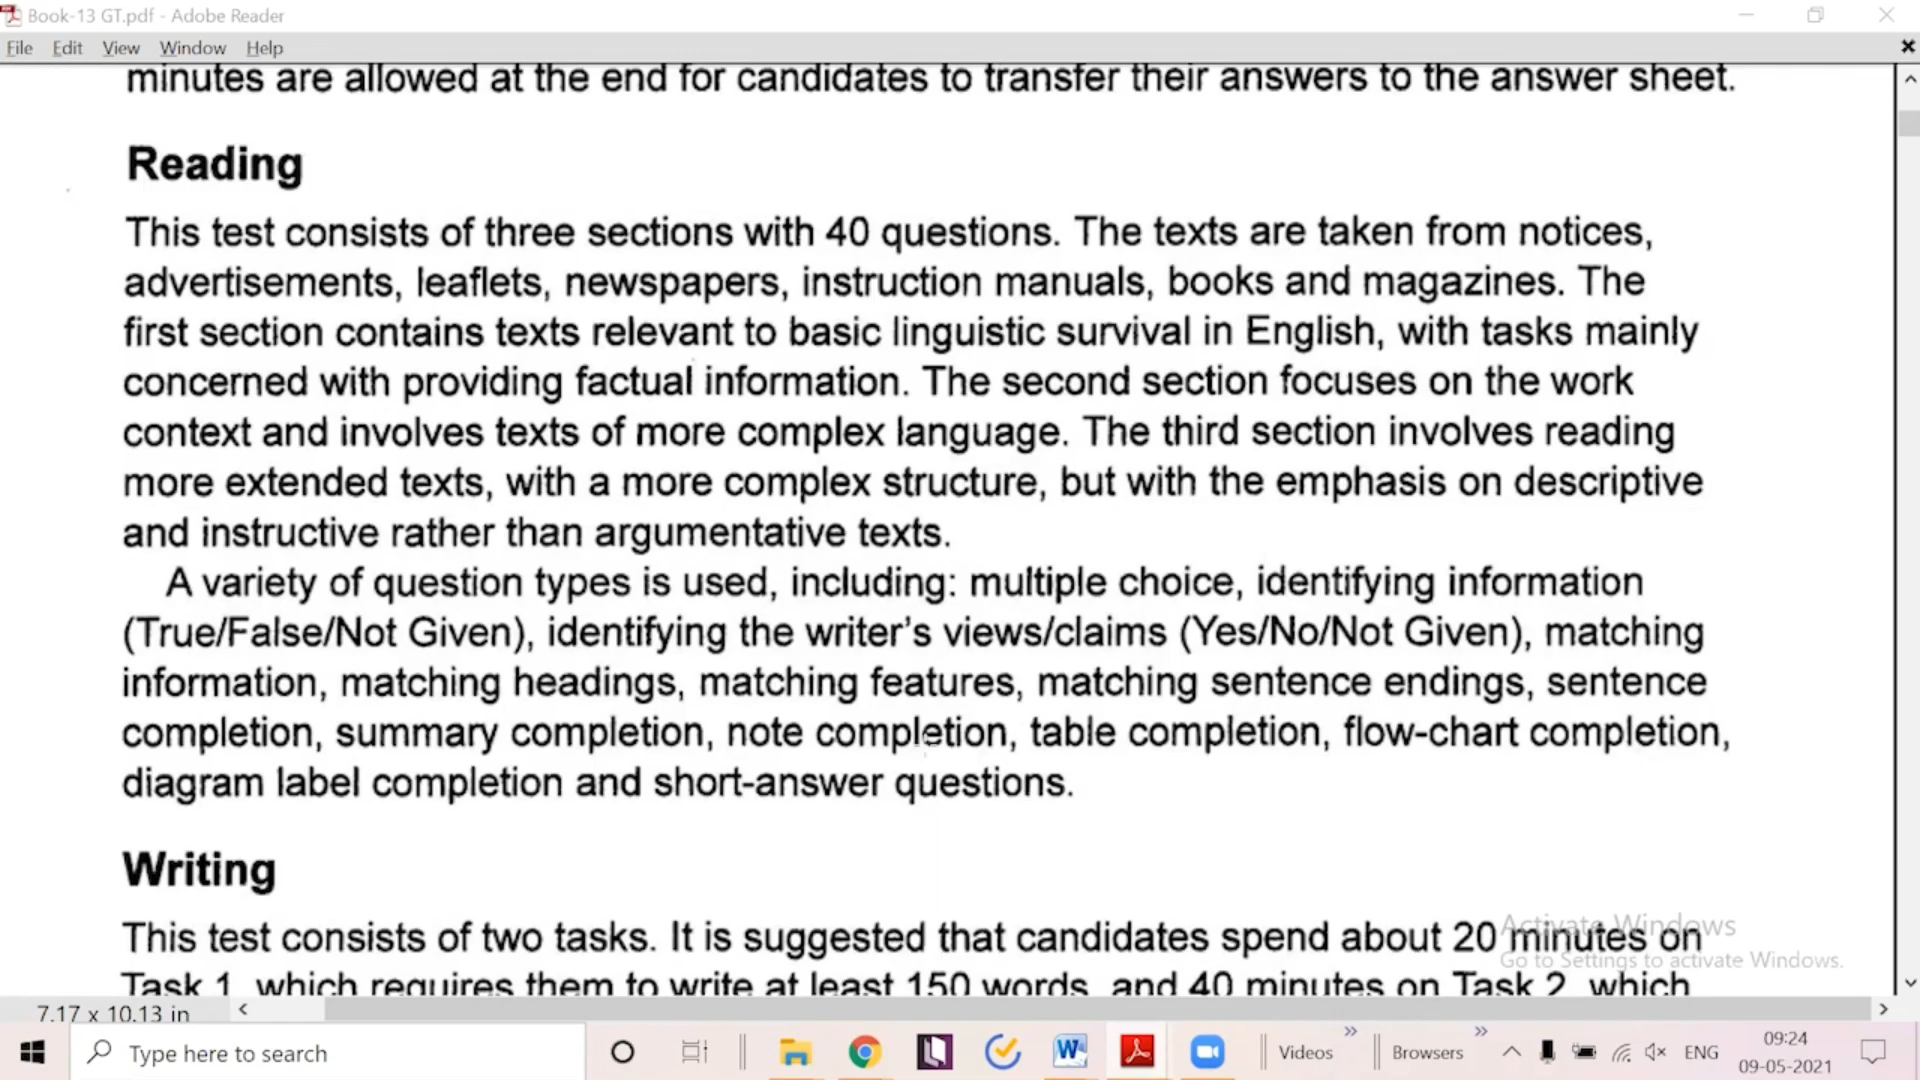 Book-13 GT.pdf - Adobe Reader
File Edit View Window Help
minutes are allowed at the end for candidates to transfer their answers to the answer sheet.
Reading
This test consists of three sections with 40 questions. The texts are taken from notices,
advertisements, leaflets, newspapers, instruction manuals, books and magazines. The
first section contains texts relevant to basic linguistic survival in English, with tasks mainly
concerned with providing factual information. The second section focuses on the work
context and involves texts of more complex language. The third section involves reading
more extended texts, with a more complex structure, but with the emphasis on descriptive
and instructive rather than argumentative texts.
A variety of question types is used, including: multiple choice, identifying information
(True/False/Not Given), identifying the writer's views/claims (Yes/No/Not Given), matching
information, matching headings, matching features, matching sentence endings, sentence
completion, summary completion, note completion, table completion, flow-chart completion,
diagram label completion and short-answer questions.
Writing
Activate Windows
This test consists of two tasks. It is suggested that candidates spend about 20 minutes on
Go to Settings to activate Windows.
Task 1, which requires them to write at least 150 words, and 40 minutes on Task 2, which
7.17 x 10.13 in
Type here to search
Videos
Browsers
ENG
09:24
09-05-2021